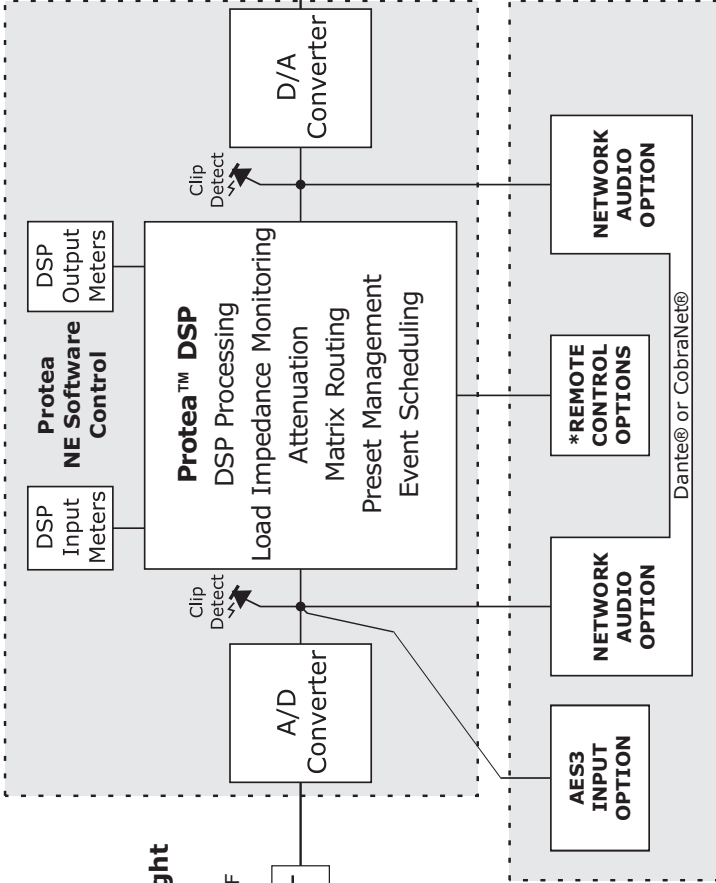 ght
F
A/D
Converter
Clip
Detect
DSP
Input
Meters
Protea
NE Software
Control
DSP
Output
Meters
Protea™ DSP
DSP Processing
Load Impedance Monitoring
Attenuation
Matrix Routing
Preset Management
Event Scheduling
Clip
Detect
D/A
Converter
AES3
INPUT
OPTION
NETWORK
AUDIO
OPTION
*REMOTE
CONTROL
OPTIONS
NETWORK
AUDIO
OPTION
Dante® or CobraNet®